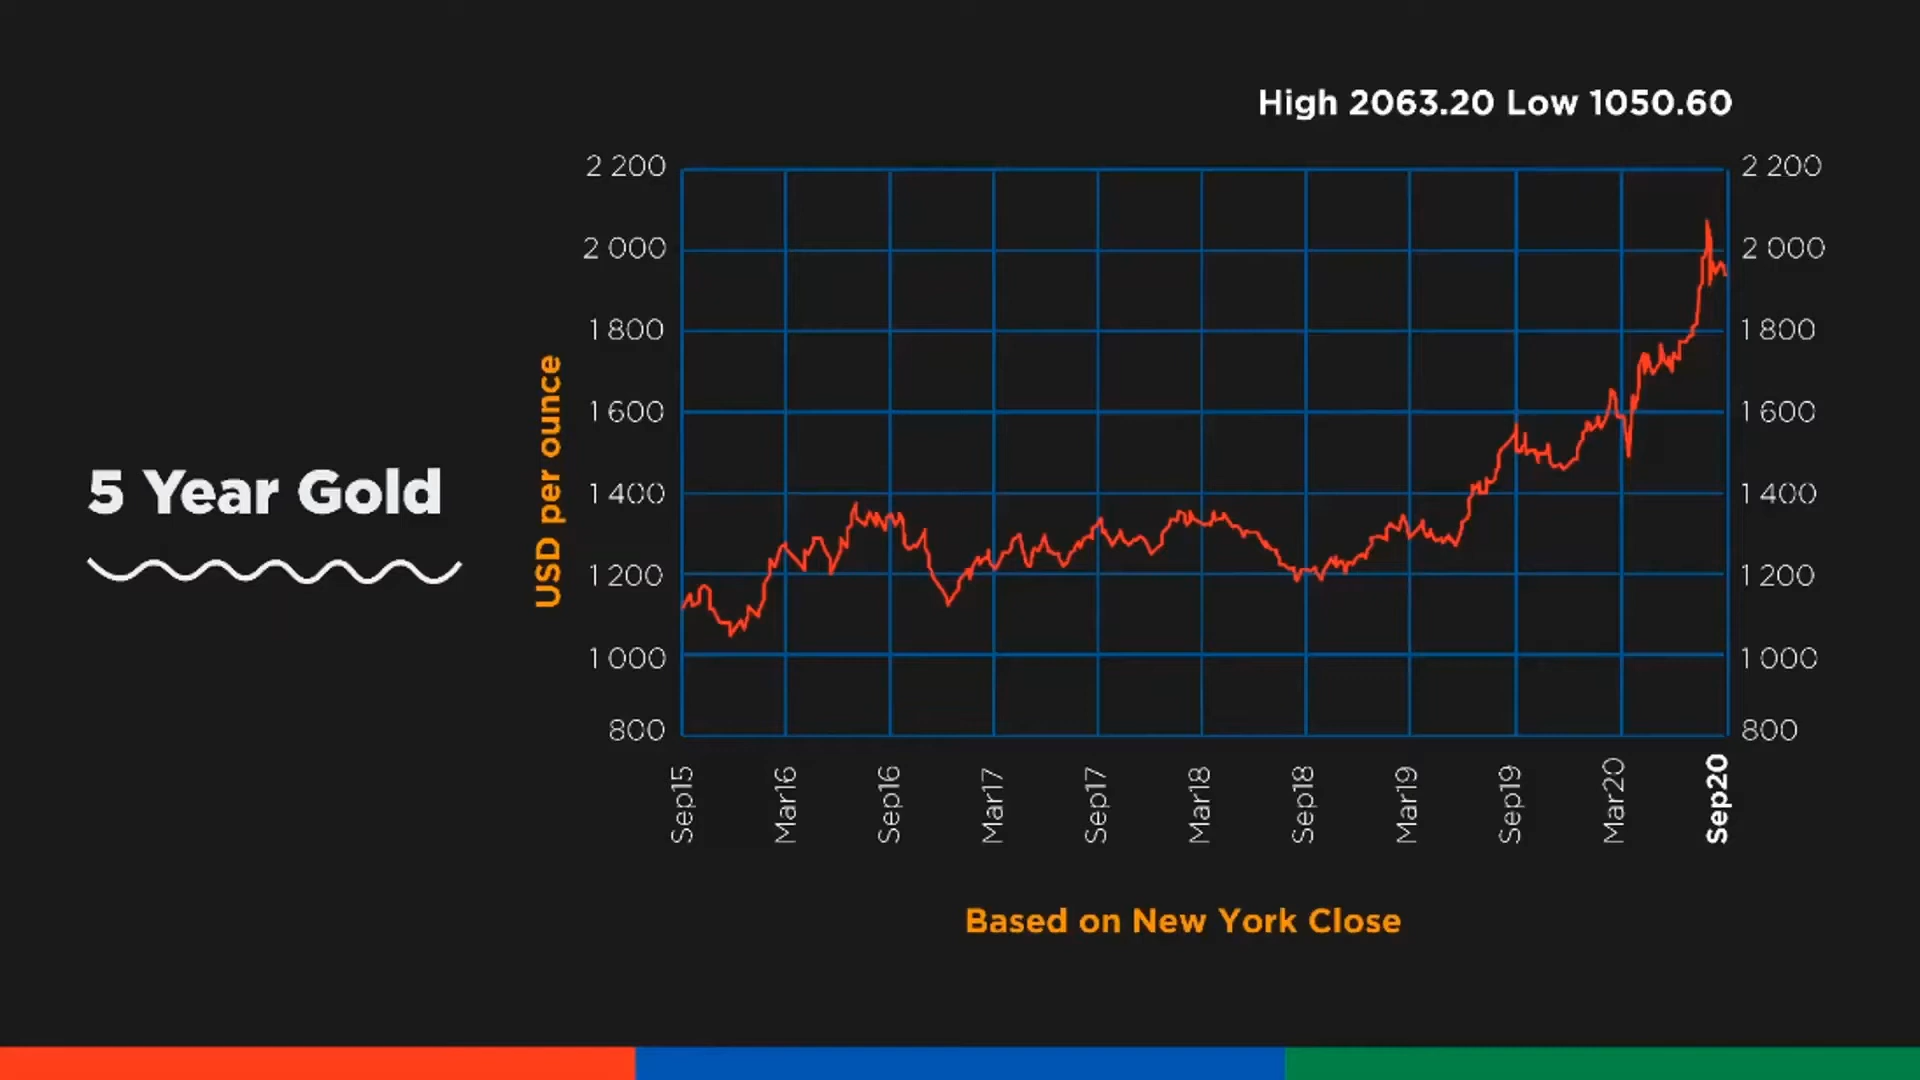 High 2063.20 Low 1050.60
2 200
2 000
1 800
1 600
1 400
1 200
1 000
800
2 200
2 000
1 800
1 600
1 400
1 200
1 000
800
USD per ounce
5 Year Gold
Sep15
Mar16
Sep16
Mar17
Sep17
Mar18
Sep18
Mar19
Sep19
Mar20
Sep20
Based on New York Close